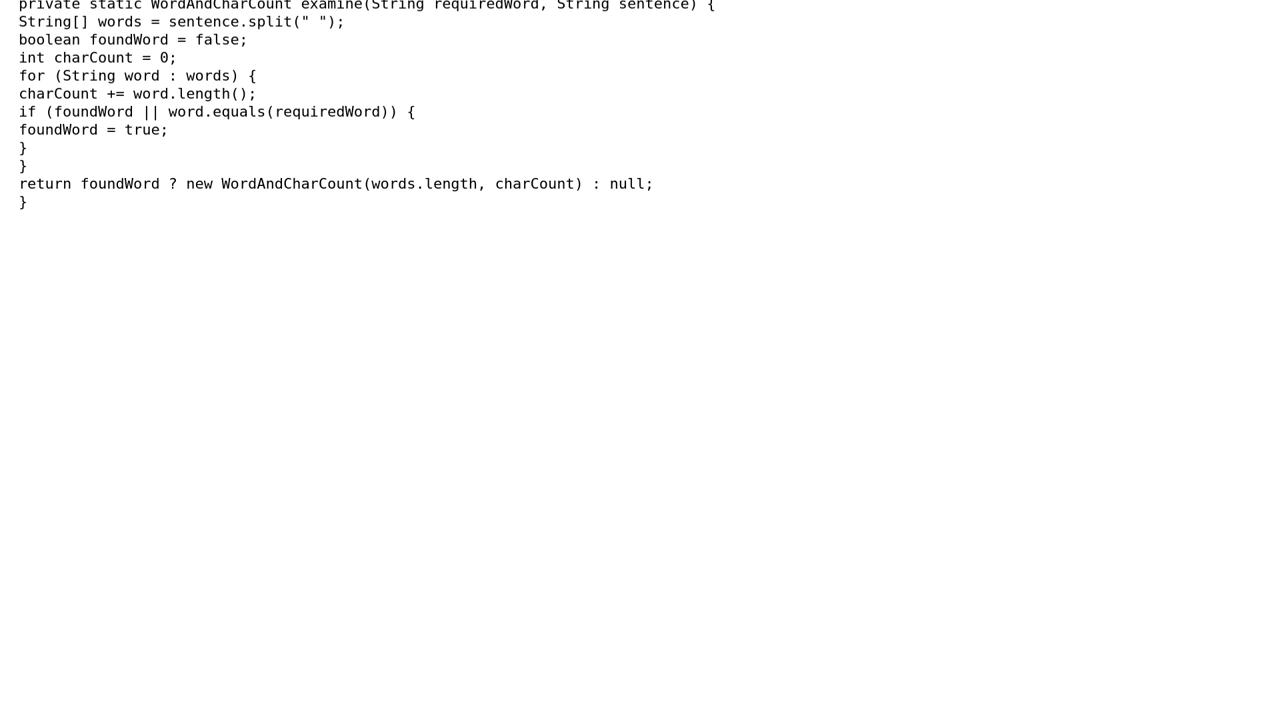 private static WordAndCharCount examine(String requiredWord, String sentence) {
String[] words = sentence.split(" ");
boolean foundWord = false;
int charCount = 0;
for (String word : words) {
charCount += word.length();
if (foundWord || word.equals(requiredWord)) {
foundWord = true;
}
}
return foundWord ? new WordAndCharCount(words.length, charCount) : null;
}